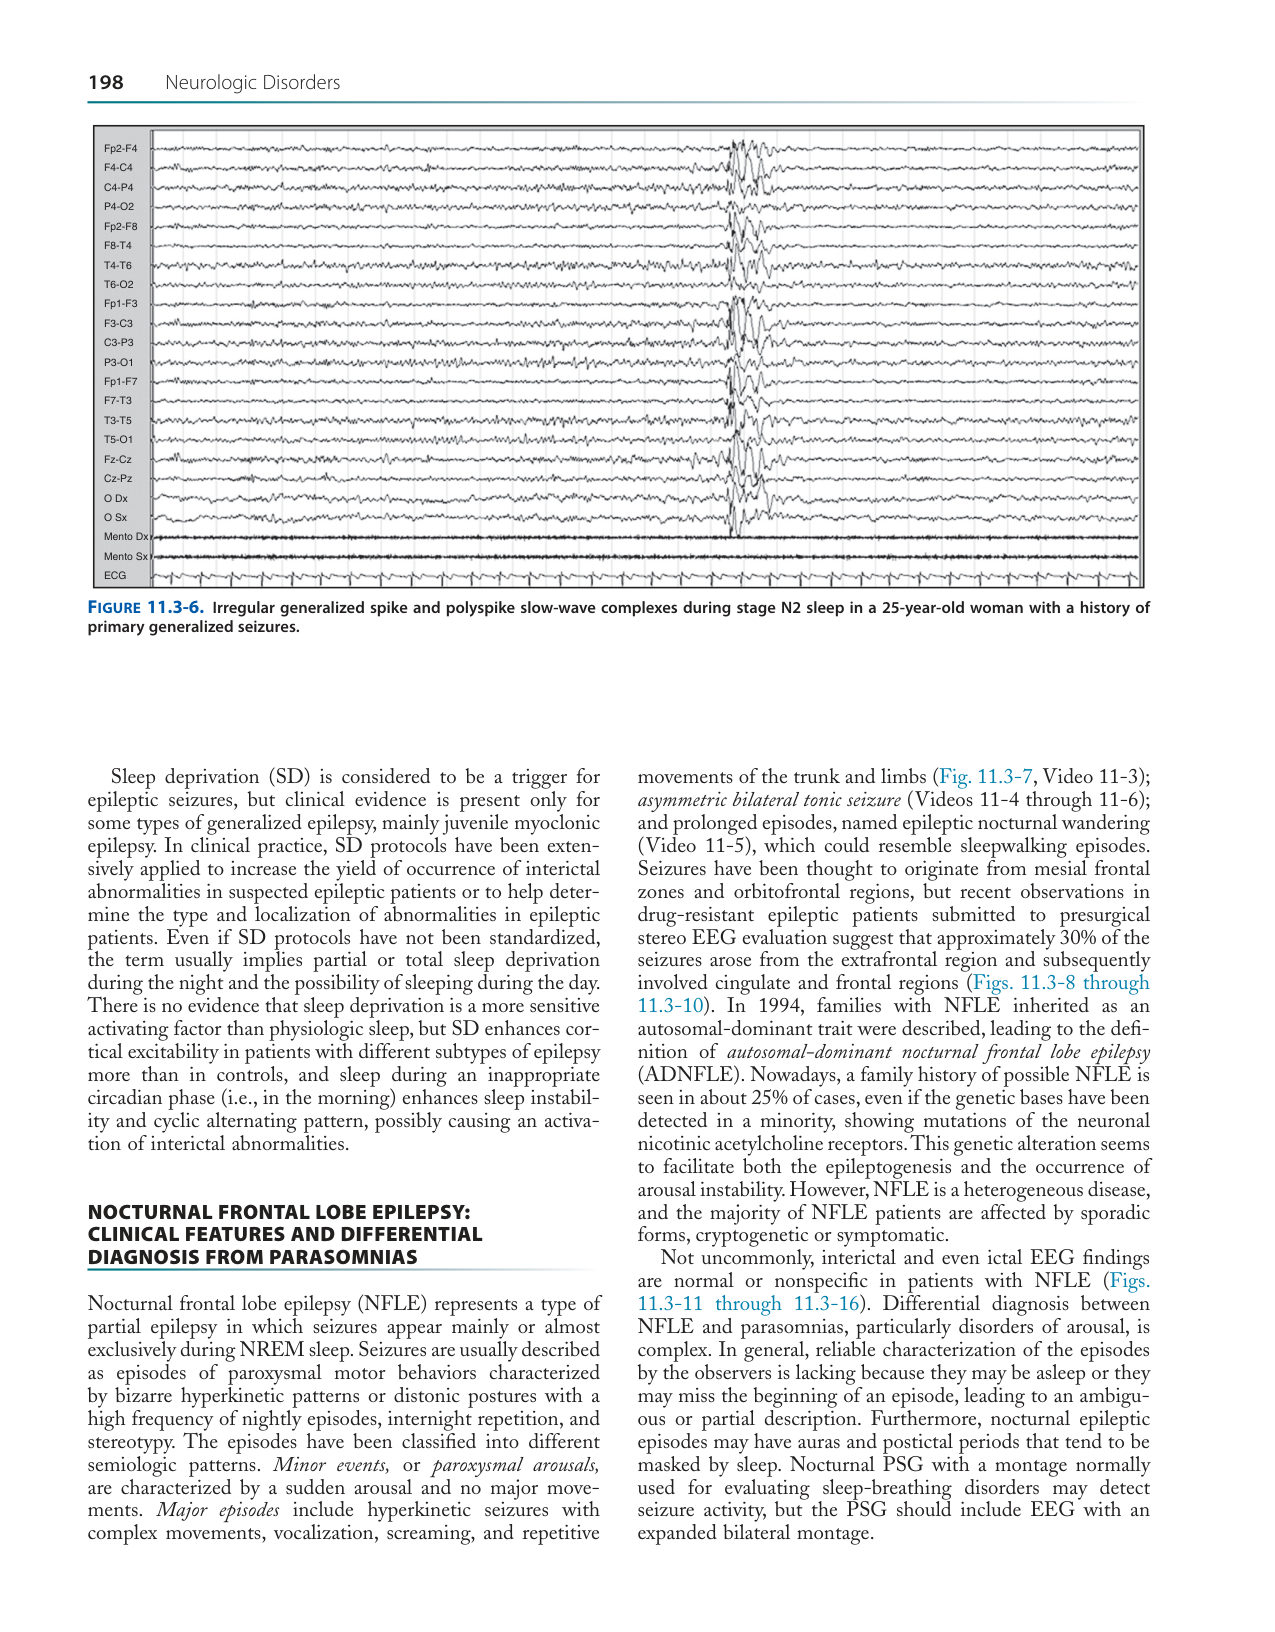 198 Neurologic Disorders
Fp2-F4
F4-C4
C4-P4
P4-O2
Fp2-F8
F8-T4
T4-T6
T6-O2
Fp1-F3
F3-C3
C3-P3
P3-O1
Fp1-F7
F7-T3
T3-T5
T5-O1
Fz-Cz
Cz-Pz
O Dx
O Sx
Mento Dx
Mento Sx
ECG
FIGURE 11.3-6. Irregular generalized spike and polyspike slow-wave complexes during stage N2 sleep in a 25-year-old woman with a history of
primary generalized seizures.
Sleep deprivation (SD) is considered to be a trigger for
epileptic seizures, but clinical evidence is present only for
some types of generalized epilepsy, mainly juvenile myoclonic
epilepsy. In clinical practice, SD protocols have been exten-
sively applied to increase the yield of occurrence of interictal
abnormalities in suspected epileptic patients or to help deter-
mine the type and localization of abnormalities in epileptic
patients. Even if SD protocols have not been standardized,
the term usually implies partial or total sleep deprivation
during the night and the possibility of sleeping during the day.
There is no evidence that sleep deprivation is a more sensitive
activating factor than physiologic sleep, but SD enhances cor-
tical excitability in patients with different subtypes of epilepsy
more than in controls, and sleep during an inappropriate
circadian phase (i.e., in the morning) enhances sleep instabil-
ity and cyclic alternating pattern, possibly causing an activa-
tion of interictal abnormalities.
NOCTURNAL FRONTAL LOBE EPILEPSY:
CLINICAL FEATURES AND DIFFERENTIAL
DIAGNOSIS FROM PARASOMNIAS
Nocturnal frontal lobe epilepsy (NFLE) represents a type of
partial epilepsy in which seizures appear mainly or almost
exclusively during NREM sleep. Seizures are usually described
as episodes of paroxysmal motor behaviors characterized
by bizarre hyperkinetic patterns or distonic postures with a
high frequency of nightly episodes, internight repetition, and
stereotypy. The episodes have been classified into different
semiologic patterns. Minor events, or paroxysmal arousals,
are characterized by a sudden arousal and no major move-
ments. Major episodes include hyperkinetic seizures with
complex movements, vocalization, screaming, and repetitive
movements of the trunk and limbs (Fig. 11.3-7, Video 11-3);
asymmetric bilateral tonic seizure (Videos 11-4 through 11-6);
and prolonged episodes, named epileptic nocturnal wandering
(Video 11-5), which could resemble sleepwalking episodes.
Seizures have been thought to originate from mesial frontal
zones and orbitofrontal regions, but recent observations in
drug-resistant epileptic patients submitted to presurgical
stereo EEG evaluation suggest that approximately 30% of the
seizures arose from the extrafrontal region and subsequently
involved cingulate and frontal regions (Figs. 11.3-8 through
11.3-10). In 1994, families with NFLE inherited as an
autosomal-dominant trait were described, leading to the defi-
nition of autosomal-dominant nocturnal frontal lobe epilepsy
(ADNFLE). Nowadays, a family history of possible NFLE is
seen in about 25% of cases, even if the genetic bases have been
detected in a minority, showing mutations of the neuronal
nicotinic acetylcholine receptors. This genetic alteration seems
to facilitate both the epileptogenesis and the occurrence of
arousal instability. However, NFLE is a heterogeneous disease,
and the majority of NFLE patients are affected by sporadic
forms, cryptogenetic or symptomatic.
Not uncommonly, interictal and even ictal EEG findings
are normal or nonspecific in patients with NFLE (Figs.
11.3-11 through 11.3-16). Differential diagnosis between
NFLE and parasomnias, particularly disorders of arousal, is
complex. In general, reliable characterization of the episodes
by the observers is lacking because they may be asleep or they
may miss the beginning of an episode, leading to an ambigu-
ous or partial description. Furthermore, nocturnal epileptic
episodes may have auras and postictal periods that tend to be
masked by sleep. Nocturnal PSG with a montage normally
used for evaluating sleep-breathing disorders may detect
seizure activity, but the PSG should include EEG with an
expanded bilateral montage.